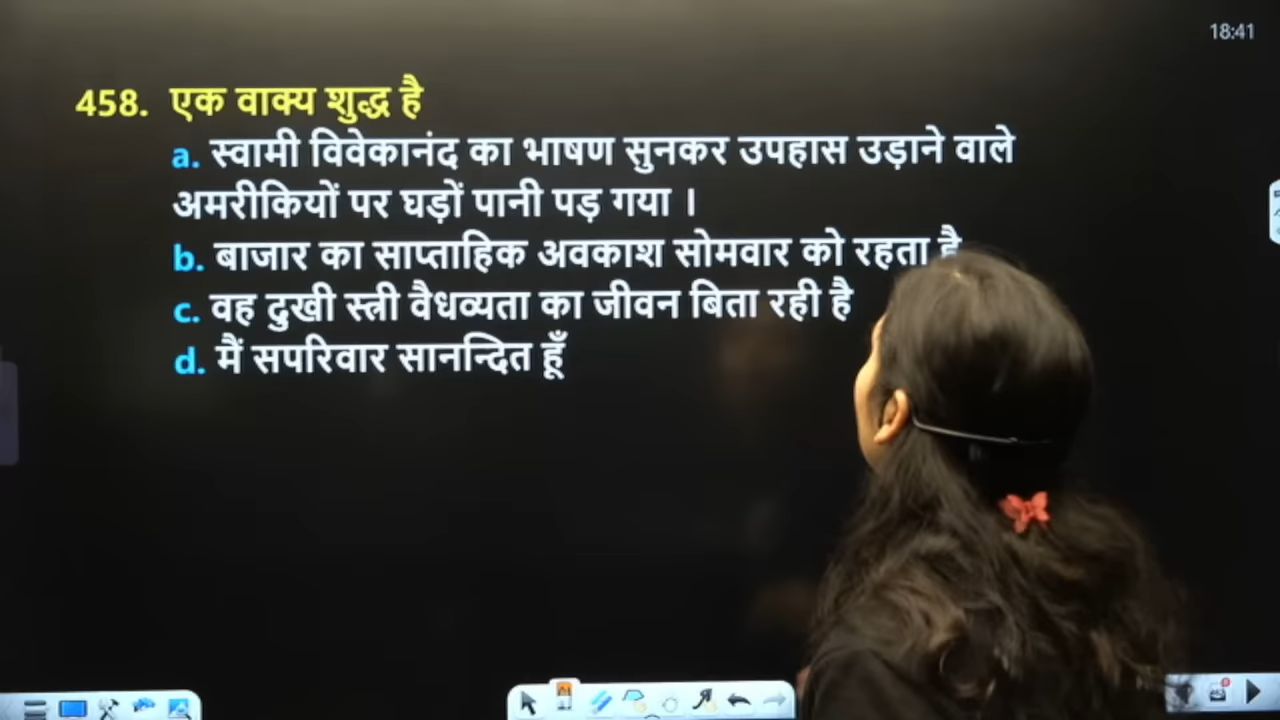 18:41
458. एक वाक्य शुद्ध है
a. स्वामी विवेकानंद का भाषण सुनकर उपहास उड़ाने वाले
अमरीकियों पर घड़ों पानी पड़ गया ।
b. बाजार का साप्ताहिक अवकाश सोमवार को रहता है
c. वह दुखी स्त्री वैधव्यता का जीवन बिता रही है
d. मैं सपरिवार सानन्दित हूँ